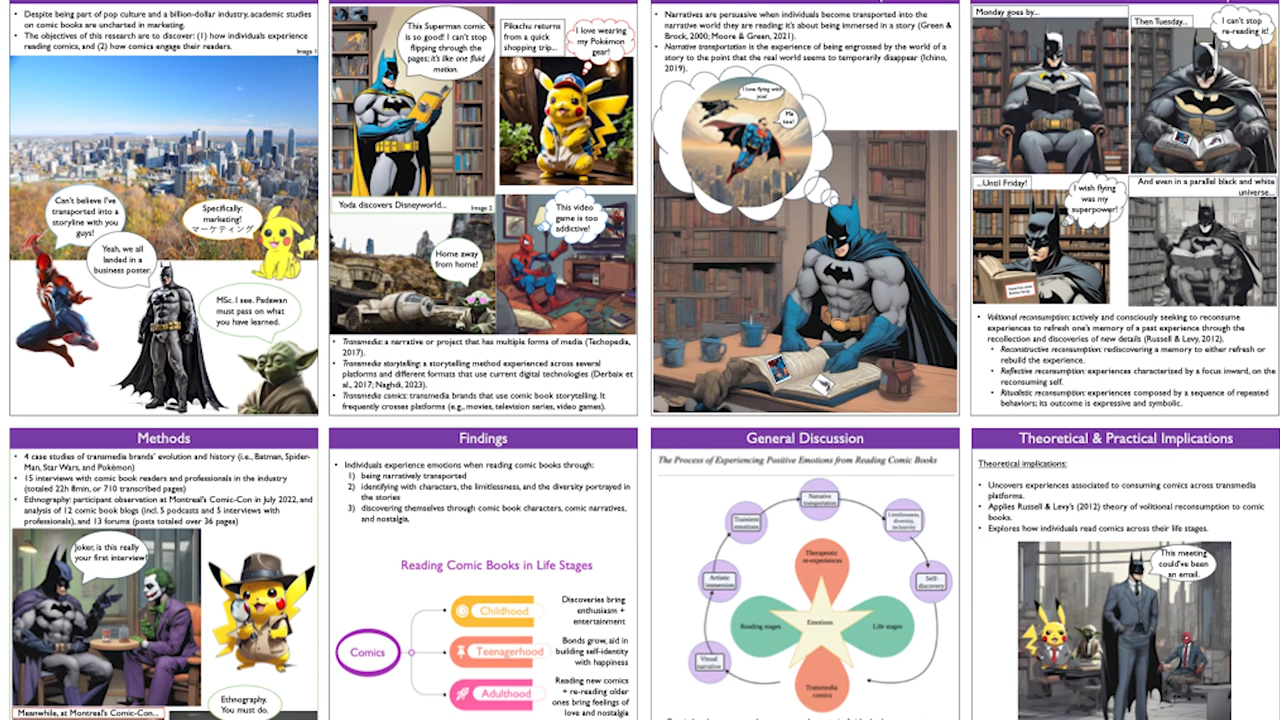 Despite being part of pop culture and a billion-dollar industry, academic studies
on comic books are uncharted in marketing.
The objectives of this research are to discover: (1) how individuals experience
reading comics, and (2) how comics engage their readers.
Image 1
Can't believe I've
transported into a
storyline with you
guys!
Specifically:
marketing!
マーケティング
Yeah, we all
landed in a
business poster.
MSc. I see. Padawan
must pass on what
you have learned.
This Superman comic
is so good! I can't stop
flipping through the
pages; it's like one fluid
motion.
Pikachu returns
from a quick
shopping trip...
I love wearing
my Pokémon
gear!
Yoda discovers Disneyworld...
Image 2
Home away
from home!
This video
game is too
addictive!
Transmedia: a narrative or project that has multiple forms of media (Techopedia,
2017).
Transmedia storytelling: a storytelling method experienced across several
platforms and different formats that use current digital technologies (Derbaix et
al., 2017; Naghdi, 2023).
Transmedia comics: transmedia brands that use comic book storytelling. It
frequently crosses platforms (e.g., movies, television series, video games).
Narratives are persuasive when individuals become transported into the
narrative world they are reading; it's about being immersed in a story (Green &
Brock, 2000; Moore & Green, 2021).
Narrative transportation is the experience of being engrossed by the world of a
story to the point that the real world seems to temporarily disappear (Ichino,
2019).
I love flying with
you!
Me
too!
Monday goes by...
Then Tuesday...
I can't stop
re-reading it!
...Until Friday!
I wish flying
was my
superpower!
And even in a parallel black and white
universe...
Volitional reconsumption: actively and consciously seeking to reconsume
experiences to refresh one's memory of a past experience through the
recollection and discoveries of new details (Russell & Levy, 2012).
Reconstructive reconsumption: rediscovering a memory to either refresh or
rebuild the experience.
Reflective reconsumption: experiences characterized by a focus inward, on the
reconsuming self.
Ritualistic reconsumption: experiences composed by a sequence of repeated
behaviors; its outcome is expressive and symbolic.
Methods
4 case studies of transmedia brands' evolution and history (i.e., Batman, Spider-
Man, Star Wars, and Pokémon)
15 interviews with comic book readers and professionals in the industry
(totaled 22h 8min, or 710 transcribed pages)
Ethnography: participant observation at Montreal's Comic-Con in July 2022, and
analysis of 12 comic book blogs (incl. 5 podcasts and 5 interviews with
professionals), and 13 forums (posts totaled over 36 pages)
Joker, is this really
your first interview?
Meanwhile, at Montreal's Comic-Con...
Ethnography.
You must do.
Findings
Individuals experience emotions when reading comic books through:
1) being narratively transported
2) identifying with characters, the limitlessness, and the diversity portrayed in
the stories
3) discovering themselves through comic book characters, comic narratives,
and nostalgia.
Reading Comic Books in Life Stages
Comics
Childhood
Discoveries bring
enthusiasm +
entertainment
Teenagerhood
Bonds grow, aid in
building self-identity
with happiness
Adulthood
Reading new comics
+ re-reading older
ones bring feelings of
love and nostalgia
General Discussion
The Process of Experiencing Positive Emotions from Reading Comic Books
Narrative
transportation
Transient
emotions
Limitlessness,
diversity,
inclusivity
Therapeutic
re-experiences
Artistic
immersion
Self-
discovery
Reading stages
Emotions
Life stages
Visual
narrative
Transmedia
comics
Theoretical & Practical Implications
Theoretical implications:
Uncovers experiences associated to consuming comics across transmedia
platforms.
Applies Russell & Levy's (2012) theory of volitional reconsumption to comic
books.
Explores how individuals read comics across their life stages.
This meeting
could've been
an email.